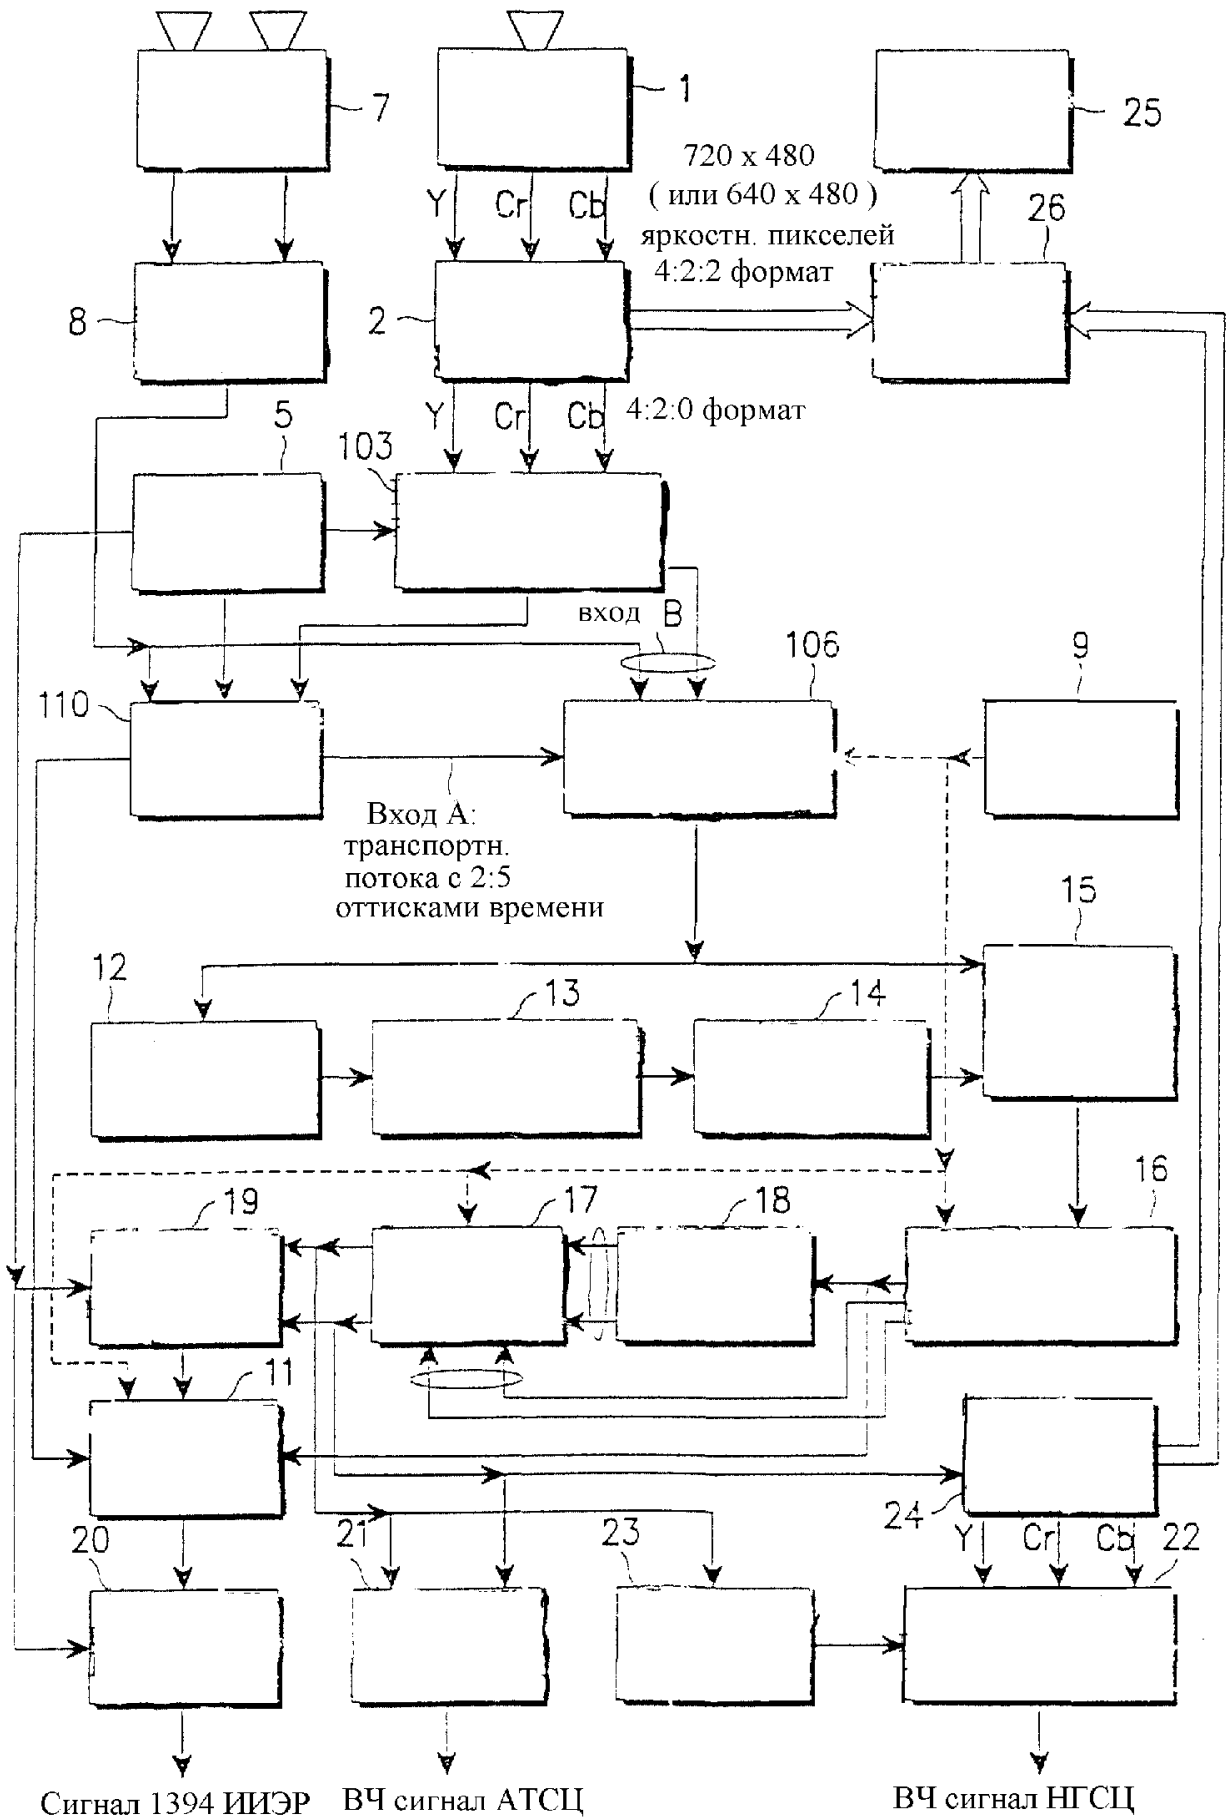 7
1
25
720 x 480
( или 640 x 480 )
яркостн. пикселей
4:2:2 формат
26
Y
Cr
Cb
8
2
Y
Cr
Cb
4:2:0 формат
5
103
вход B
110
106
9
Вход А:
транспортн.
потока с 2:5
оттисками времени
15
12
13
14
19
17
18
16
11
24
Y
Cr
Cb
22
20
21
23
Сигнал 1394 ИИЭР
ВЧ сигнал АТСЦ
ВЧ сигнал НГСЦ